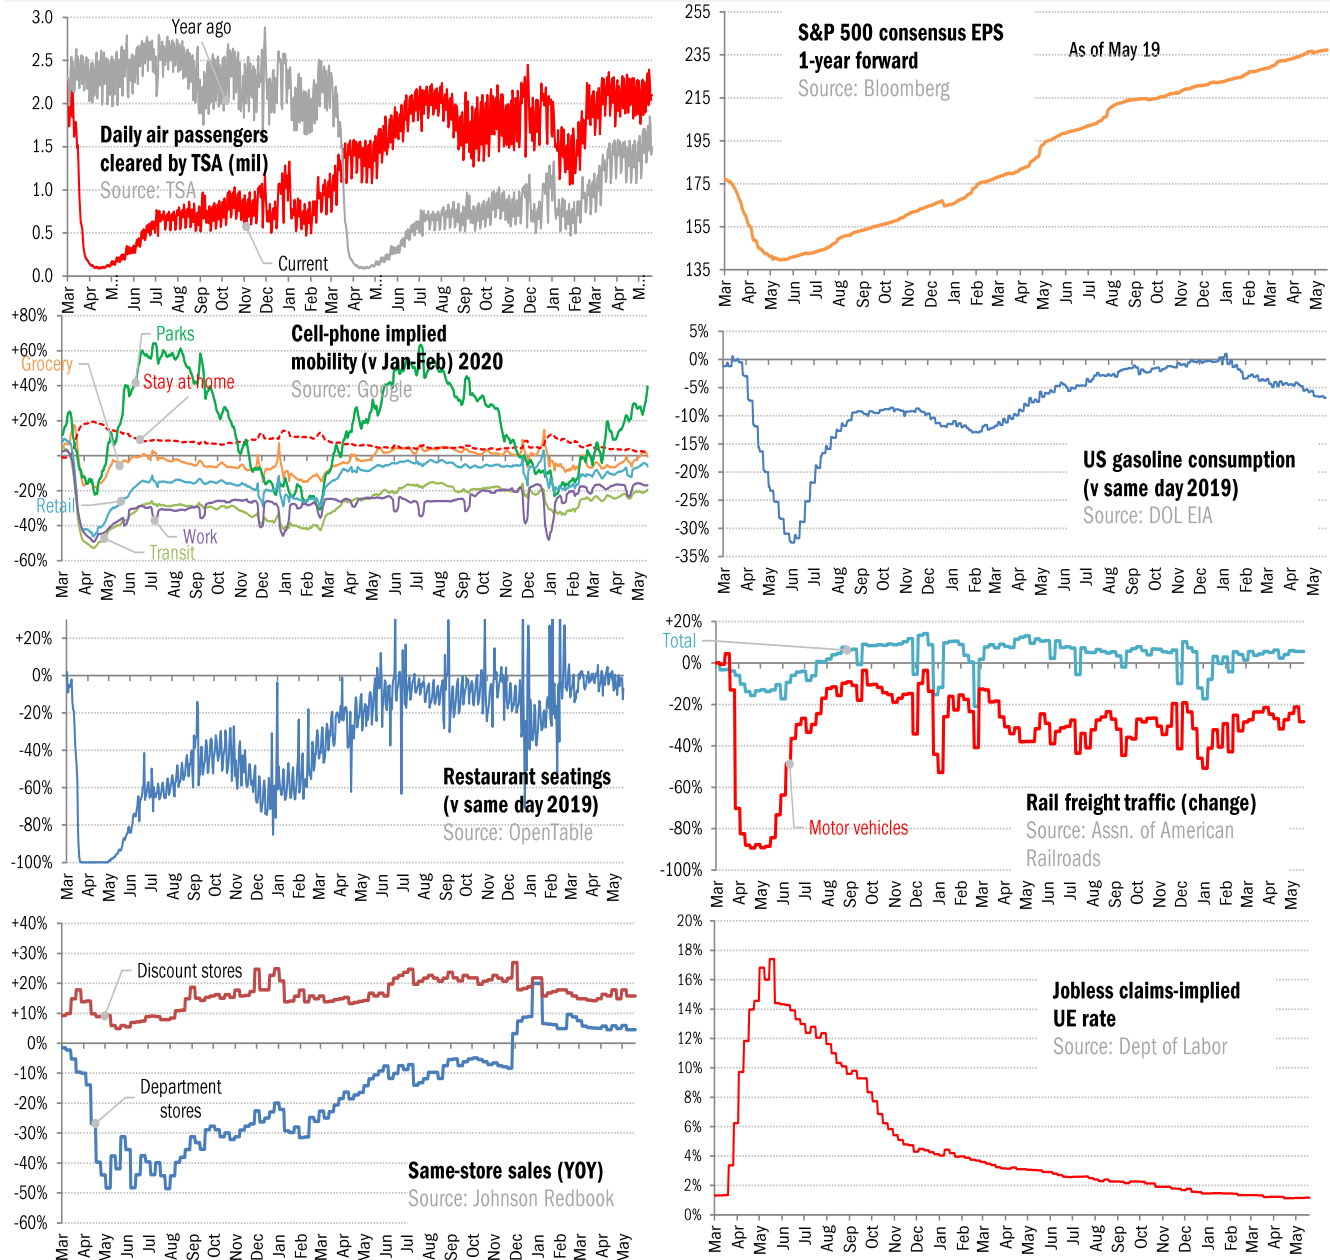 3.0
2.5
2.0
1.5
1.0
0.5
0.0
Year ago
Daily air passengers
cleared by TSA (mil)
Source: TSA
Current
Mar Apr M... Jun Jul Aug Sep Oct Nov Dec Jan Feb Mar Apr M... Jun Jul Aug Sep Oct Nov Dec Jan Feb Mar Apr M...
255
235
215
195
175
155
135
S&P 500 consensus EPS
1-year forward
Source: Bloomberg
As of May 19
Mar Apr May Jun Jul Aug Sep Oct Nov Dec Jan Feb Mar Apr May Jun Jul Aug Sep Oct Nov Dec Jan Feb Mar Apr May
+80%
+60%
+40%
+20%
-20%
-40%
-60%
Parks
Grocery
Stay at home
Retail
Work
Transit
Cell-phone implied
mobility (v Jan-Feb) 2020
Source: Google
Mar Apr May Jun Jul Aug Sep Oct Nov Dec Jan Feb Mar Apr May Jun Jul Aug Sep Oct Nov Dec Jan Feb Mar Apr May
5%
0%
-5%
-10%
-15%
-20%
-25%
-30%
-35%
US gasoline consumption
(v same day 2019)
Source: DOL EIA
Mar Apr May Jun Jul Aug Sep Oct Nov Dec Jan Feb Mar Apr May Jun Jul Aug Sep Oct Nov Dec Jan Feb Mar Apr May
+20%
0%
-20%
-40%
-60%
-80%
-100%
Restaurant seatings
(v same day 2019)
Source: OpenTable
Mar Apr May Jun Jul Aug Sep Oct Nov Dec Jan Feb Mar Apr May Jun Jul Aug Sep Oct Nov Dec Jan Feb Mar Apr May
+20%
0%
-20%
-40%
-60%
-80%
-100%
Total
Motor vehicles
Rail freight traffic (change)
Source: Assn. of American
Railroads
Mar Apr May Jun Jul Aug Sep Oct Nov Dec Jan Feb Mar Apr May Jun Jul Aug Sep Oct Nov Dec Jan Feb Mar Apr May
+40%
+30%
+20%
+10%
0%
-10%
-20%
-30%
-40%
-50%
-60%
Discount stores
Department
stores
Same-store sales (YOY)
Source: Johnson Redbook
Mar Apr May Jun Jul Aug Sep Oct Nov Dec Jan Feb Mar Apr May Jun Jul Aug Sep Oct Nov Dec Jan Feb Mar Apr May
20%
18%
16%
14%
12%
10%
8%
6%
4%
2%
0%
Jobless claims-implied
UE rate
Source: Dept of Labor
Mar Apr May Jun Jul Aug Sep Oct Nov Dec Jan Feb Mar Apr May Jun Jul Aug Sep Oct Nov Dec Jan Feb Mar Apr May